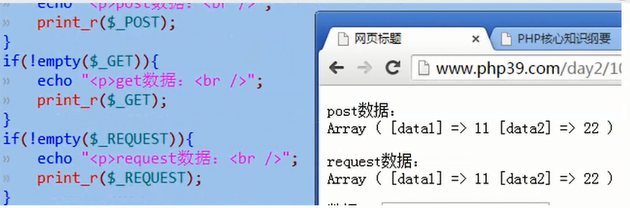 echo "<p>post数据：<br />";
print_r($_POST);
}
if(!empty($_GET)){
echo "<p>get数据：<br />";
print_r($_GET);
}
if(!empty($_REQUEST)){
echo "<p>request数据：<br />";
print_r($_REQUEST);
}
网页标题
PHP核心知识纲要
www.php39.com/day2/10
post数据：
Array ( [data1] => 11 [data2] => 22 )
request数据：
Array ( [data1] => 11 [data2] => 22 )